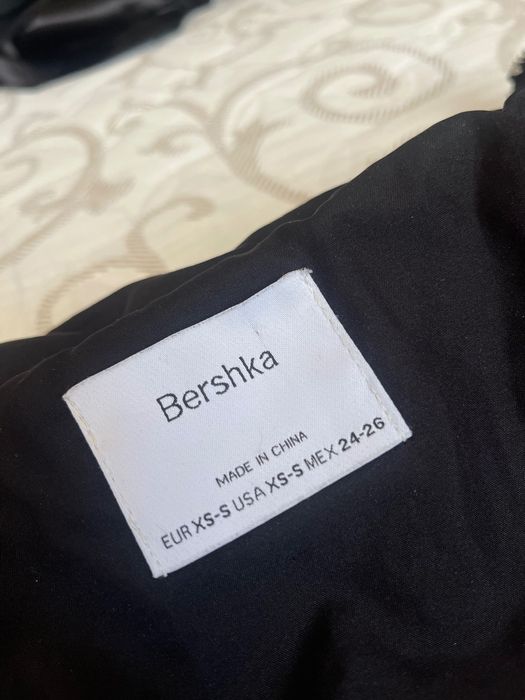 Bershka
MADE IN CHINA
EUR XS-S USA XS-S MEX 24-26